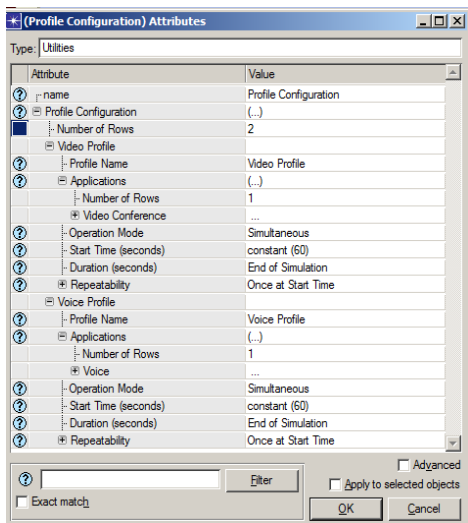 (Profile Configuration) Attributes
Type: Utilities
Attribute Value
name Profile Configuration
Profile Configuration (...)
Number of Rows 2
Video Profile
Profile Name Video Profile
Applications (...)
Number of Rows 1
Video Conference ...
Operation Mode Simultaneous
Start Time (seconds) constant (60)
Duration (seconds) End of Simulation
Repeatability Once at Start Time
Voice Profile
Profile Name Voice Profile
Applications (...)
Number of Rows 1
Voice ...
Operation Mode Simultaneous
Start Time (seconds) constant (60)
Duration (seconds) End of Simulation
Repeatability Once at Start Time
Advanced
Filter
Apply to selected objects
Exact match
OK Cancel